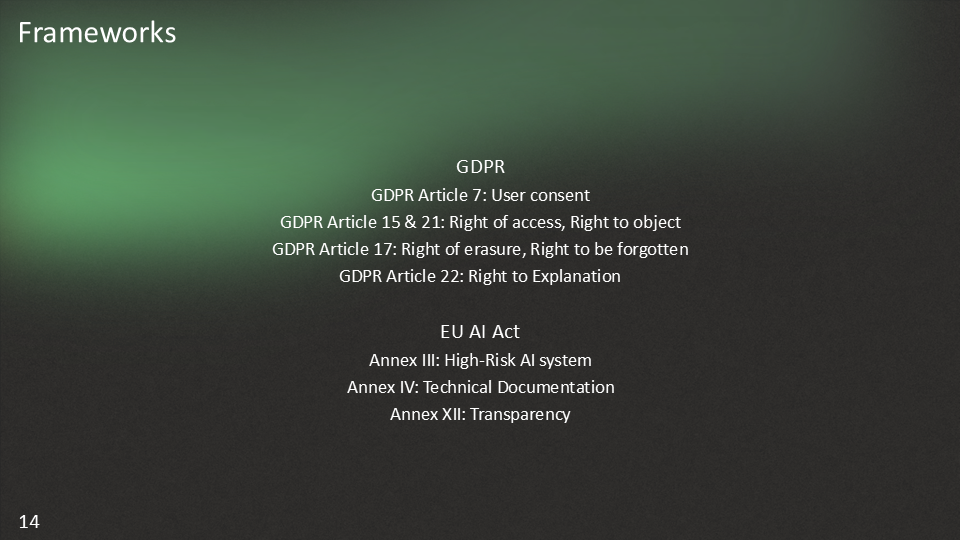 Frameworks
GDPR
GDPR Article 7: User consent
GDPR Article 15 & 21: Right of access, Right to object
GDPR Article 17: Right of erasure, Right to be forgotten
GDPR Article 22: Right to Explanation
EU AI Act
Annex III: High-Risk AI system
Annex IV: Technical Documentation
Annex XII: Transparency
14